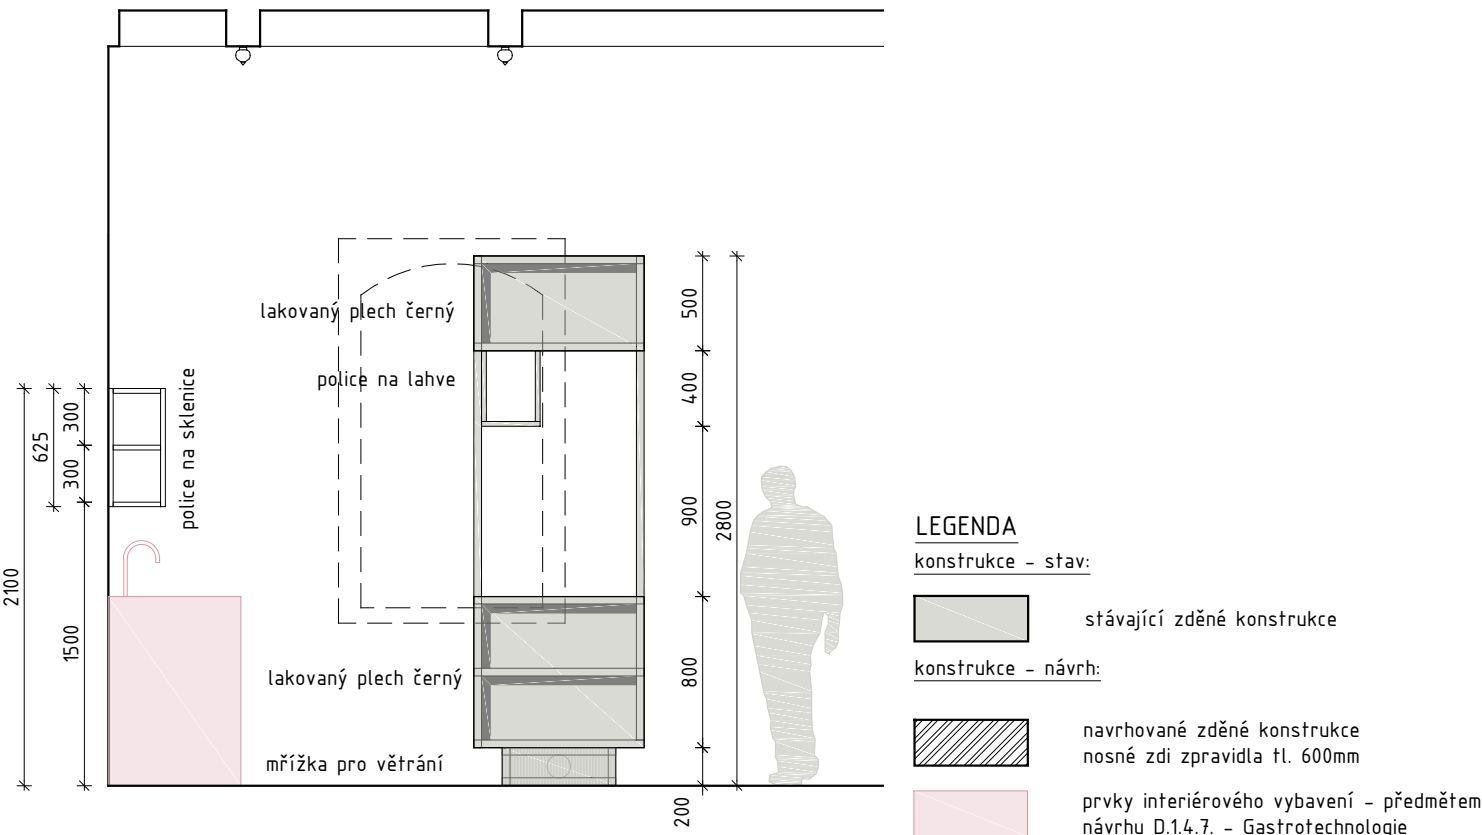 lakovaný plech černý
police na lahve
police na sklenice
lakovaný plech černý
mřížka pro větrání
2100
625
300
300
1500
500
400
900
800
200
2800
LEGENDA
konstrukce - stav:
stávající zděné konstrukce
konstrukce - návrh:
navrhované zděné konstrukce
nosné zdi zpravidla tl. 600mm
prvky interiérového vybavení - předmětem
návrhu D.1.4.7. - Gastrotechnologie